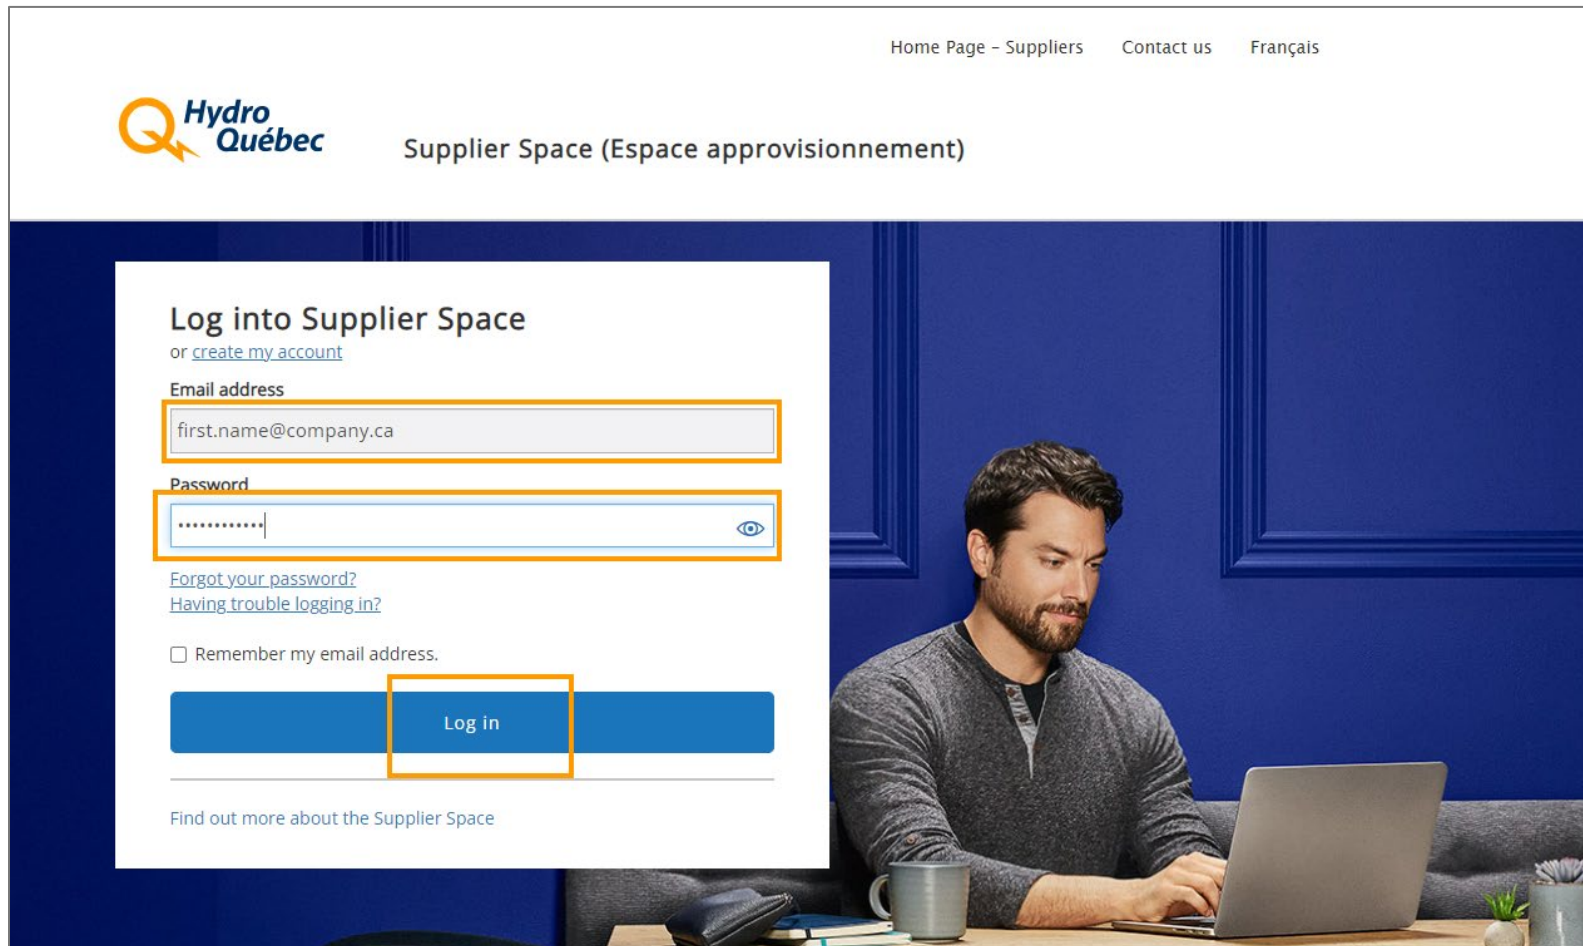 Home Page – Suppliers Contact us Français
Hydro
Québec
Supplier Space (Espace approvisionnement)
Log into Supplier Space
or create my account
Email address
first.name@company.ca
Password
••••••••••••
Forgot your password?
Having trouble logging in?
Remember my email address.
Log in
Find out more about the Supplier Space